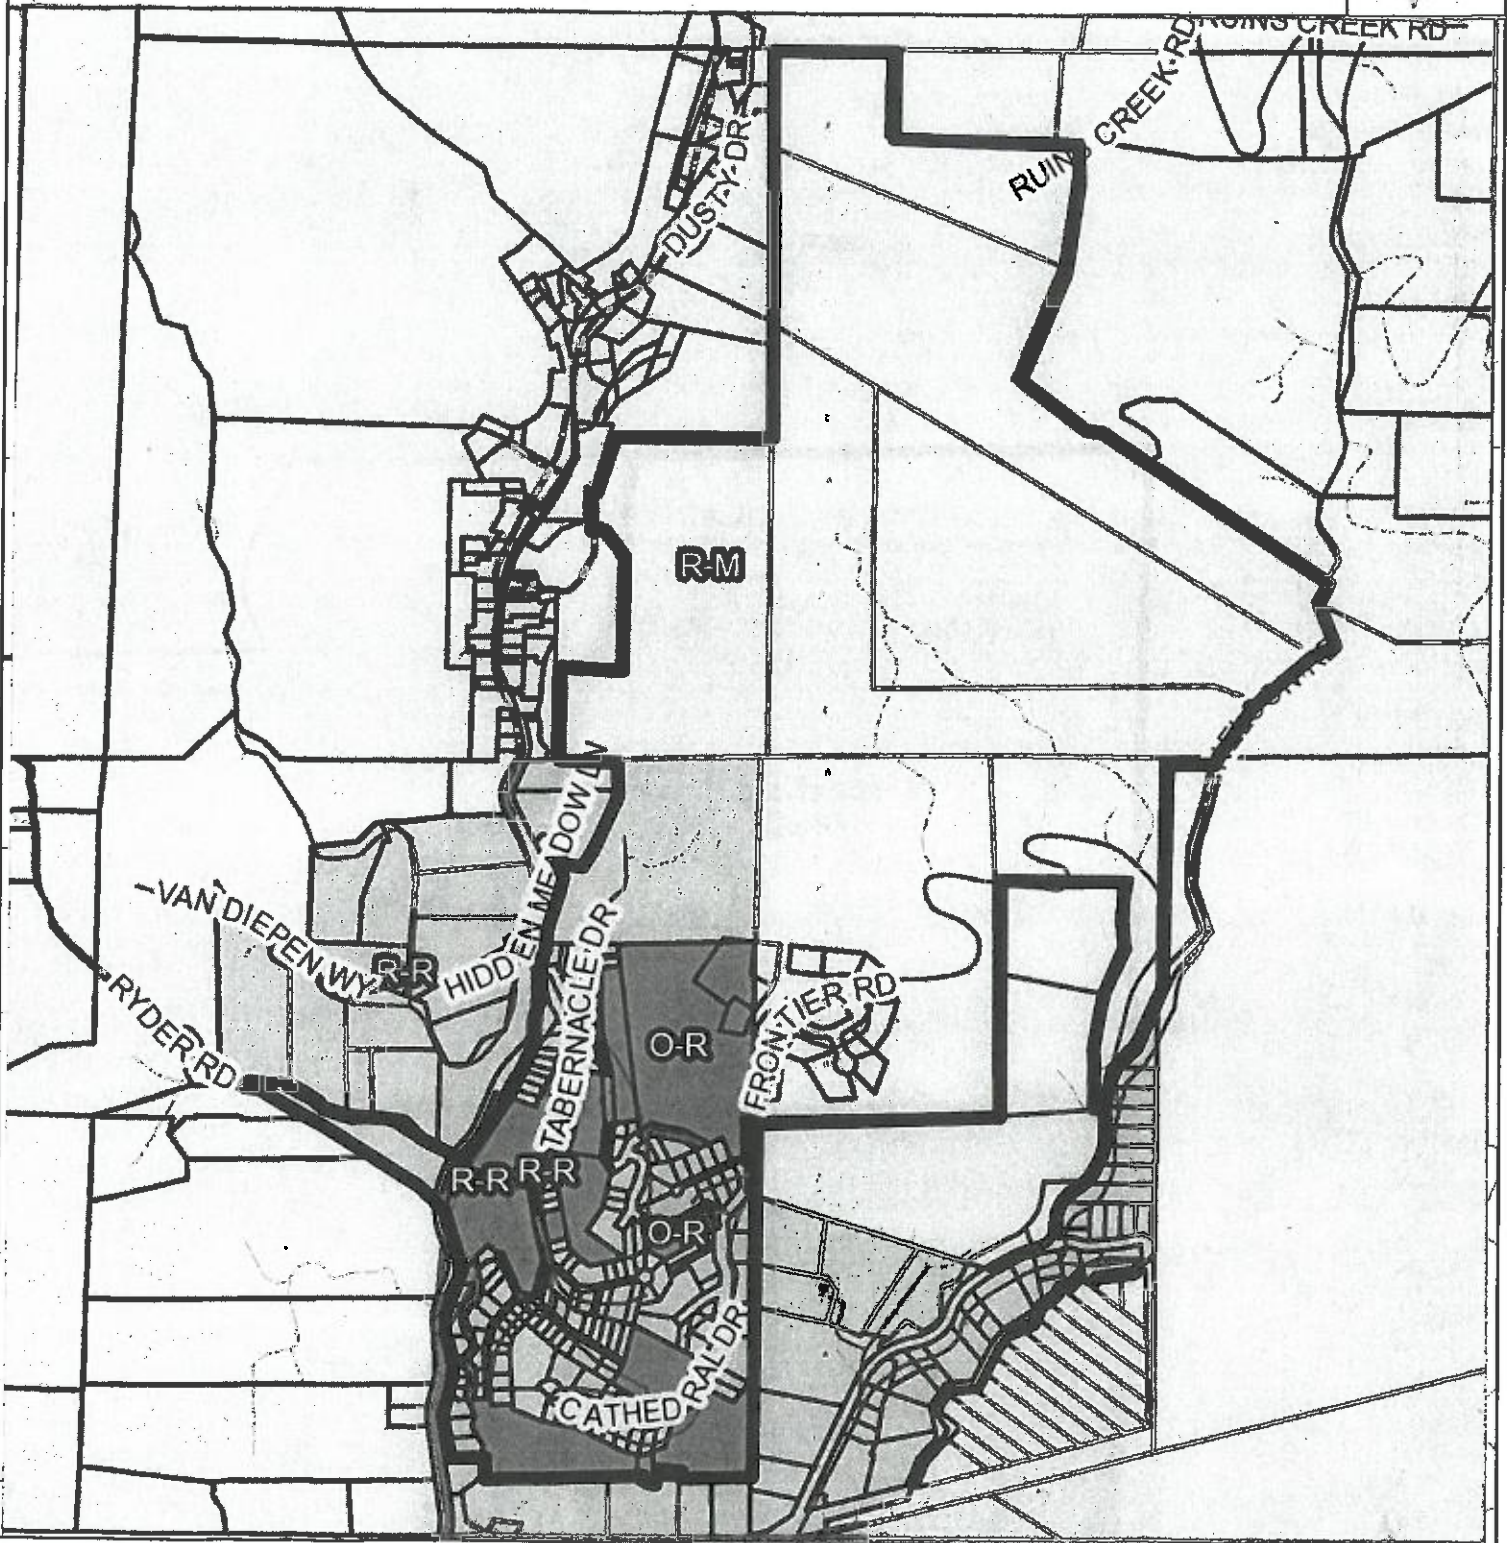 RUINS CREEK RD
RUINS CREEK RD
DUSTY DR
R-M
HIDDEN MEADOW LN
VAN DIEPEN WY
R-R
TABERNACLE DR
RYDER RD
O-R
FRONTIER RD
R-R
R-R
O-R
CATHEDRAL DR